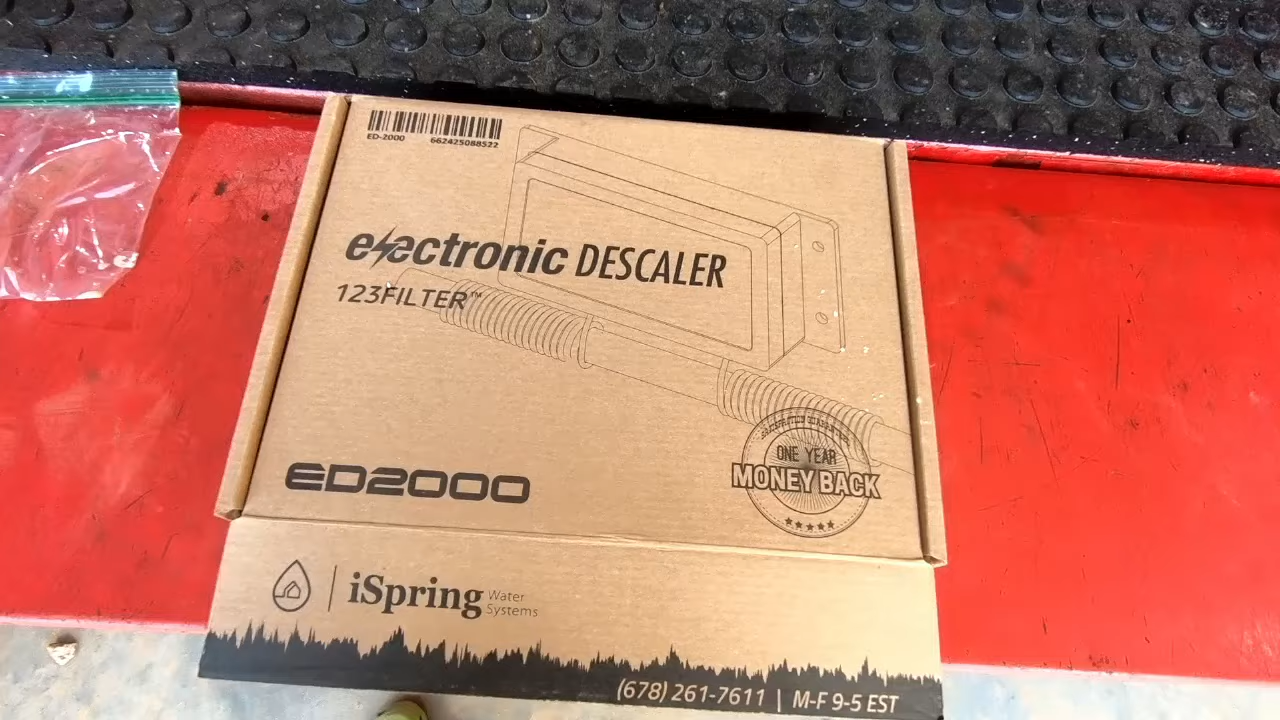 ED-2000 662425088522
electronic DESCALER
123FILTER™
ONE YEAR
MONEY BACK
ED2000
iSpring Water Systems
(678) 261-7611 | M-F 9-5 EST